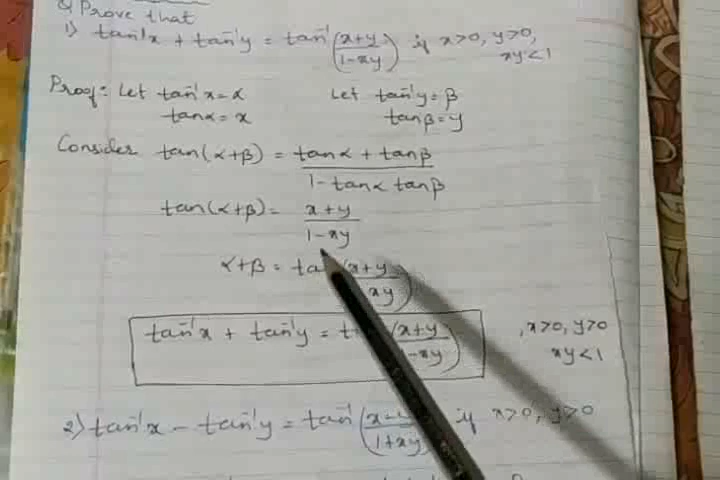 Q Prove that
1) tan⁻¹x + tan⁻¹y = tan⁻¹(x+y/1-xy) if x>0, y>0, xy<1
Proof: Let tan⁻¹x = α Let tan⁻¹y = β
tanα = x tanβ = y
Consider tan(α+β) = tanα + tanβ / 1 - tanα tanβ
tan(α+β) = x+y / 1-xy
α+β = (x+y / xy)
tan⁻¹x + tan⁻¹y = (x+y / -xy) , x>0, y>0 xy<1
2) tan⁻¹x - tan⁻¹y = tan⁻¹( / 1+xy) if x>0, y>0